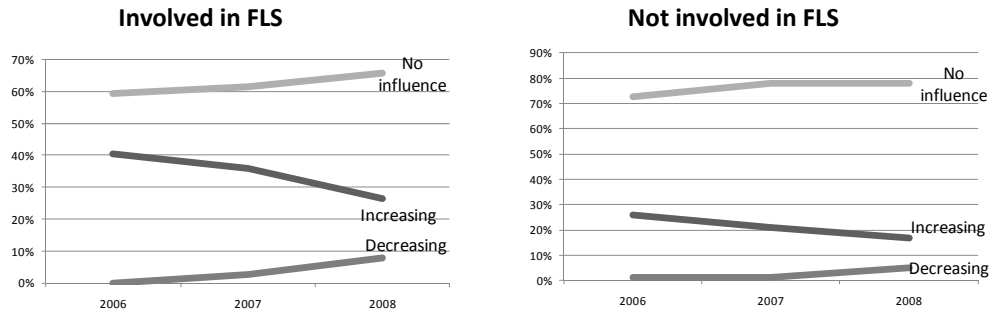 Involved in FLS
70%
60%
50%
40%
30%
20%
10%
0%
No
influence
Increasing
Decreasing
2006 2007 2008
Not involved in FLS
90%
80%
70%
60%
50%
40%
30%
20%
10%
0%
No
influence
Increasing
Decreasing
2006 2007 2008